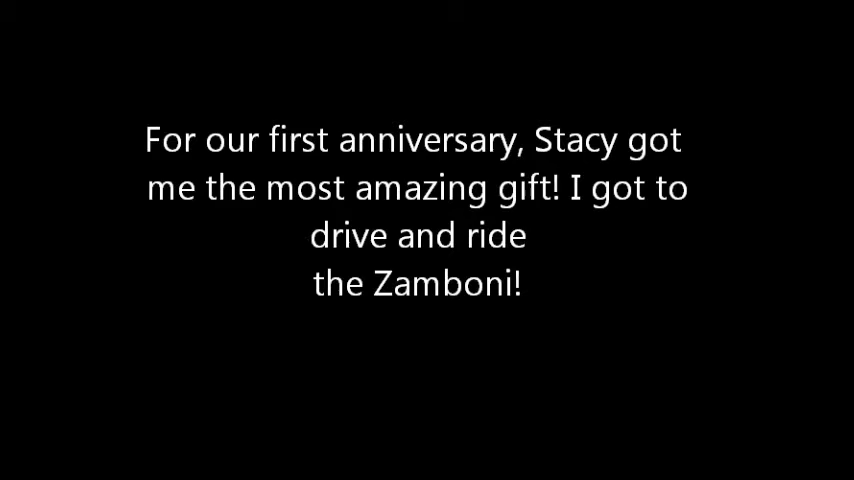 For our first anniversary, Stacy got
me the most amazing gift! I got to
drive and ride
the Zamboni!